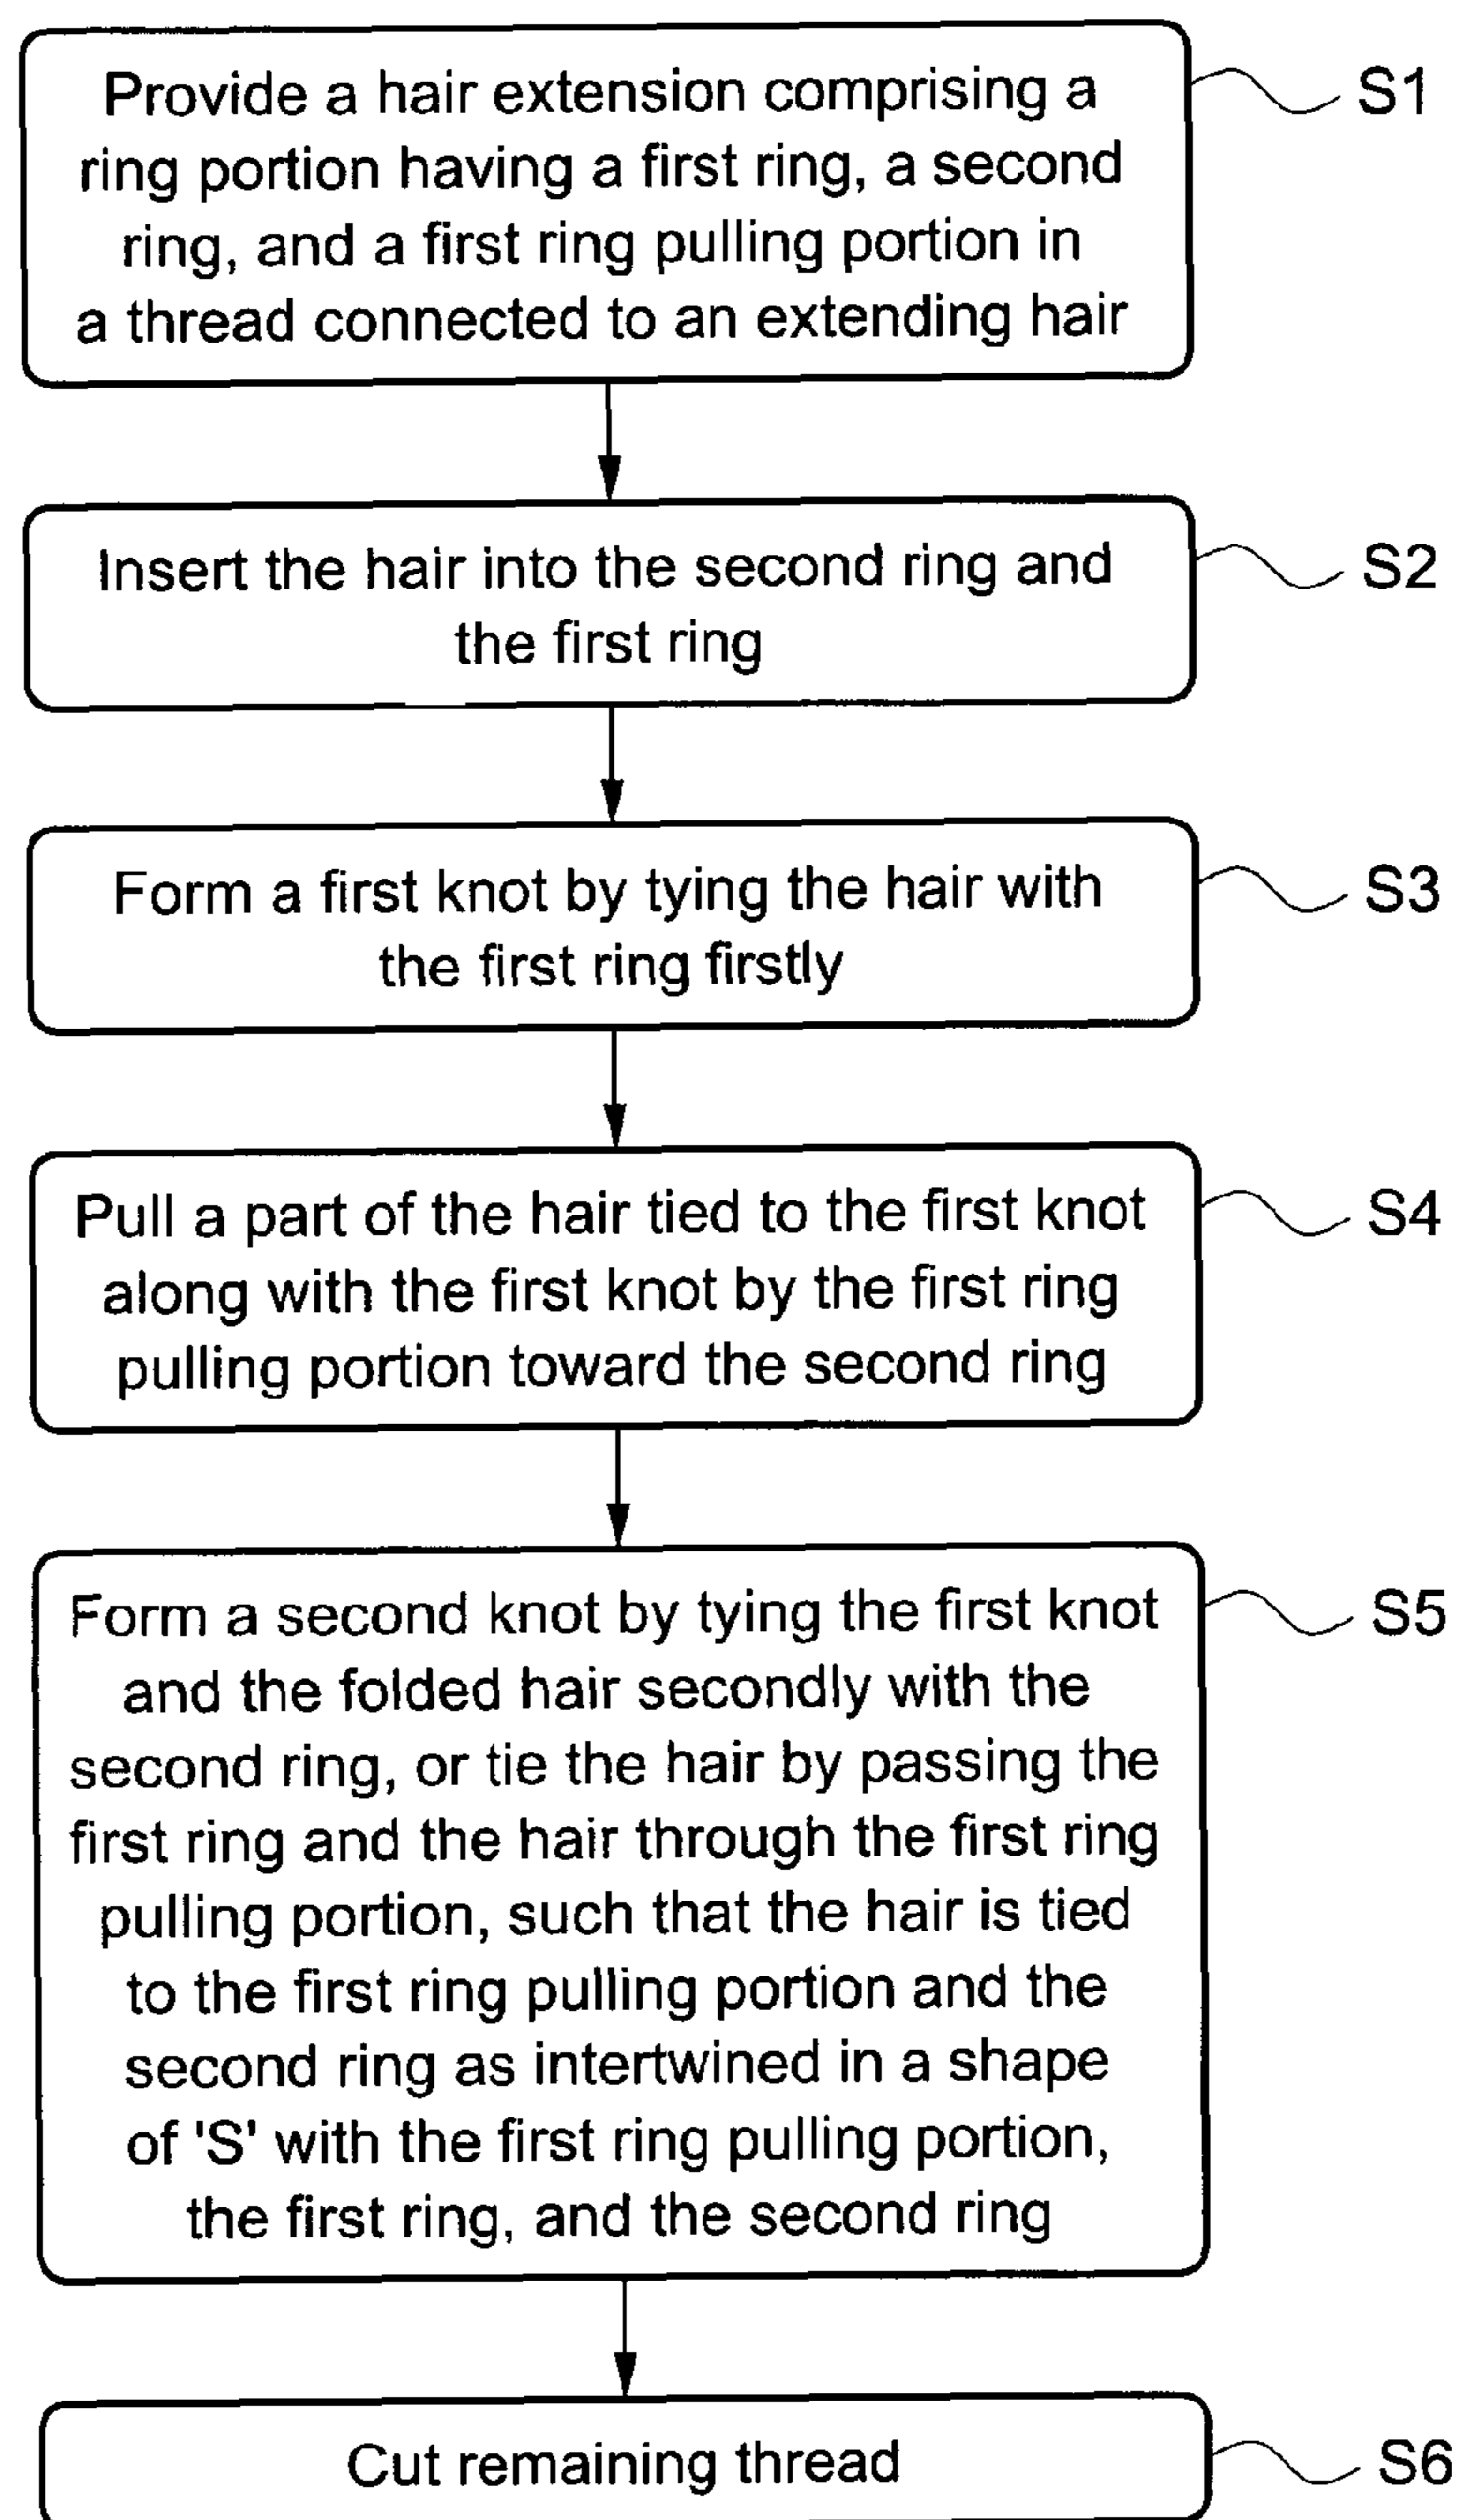 Provide a hair extension comprising a
S1
ring portion having a first ring, a second
ring, and a first ring pulling portion in
a thread connected to an extending hair
Insert the hair into the second ring and
S2
the first ring
Form a first knot by tying the hair with
S3
the first ring firstly
Pull a part of the hair tied to the first knot
S4
along with the first knot by the first ring
pulling portion toward the second ring
Form a second knot by tying the first knot
S5
and the folded hair secondly with the
second ring, or tie the hair by passing the
first ring and the hair through the first ring
pulling portion, such that the hair is tied
to the first ring pulling portion and the
second ring as intertwined in a shape
of 'S' with the first ring pulling portion,
the first ring, and the second ring
Cut remaining thread
S6